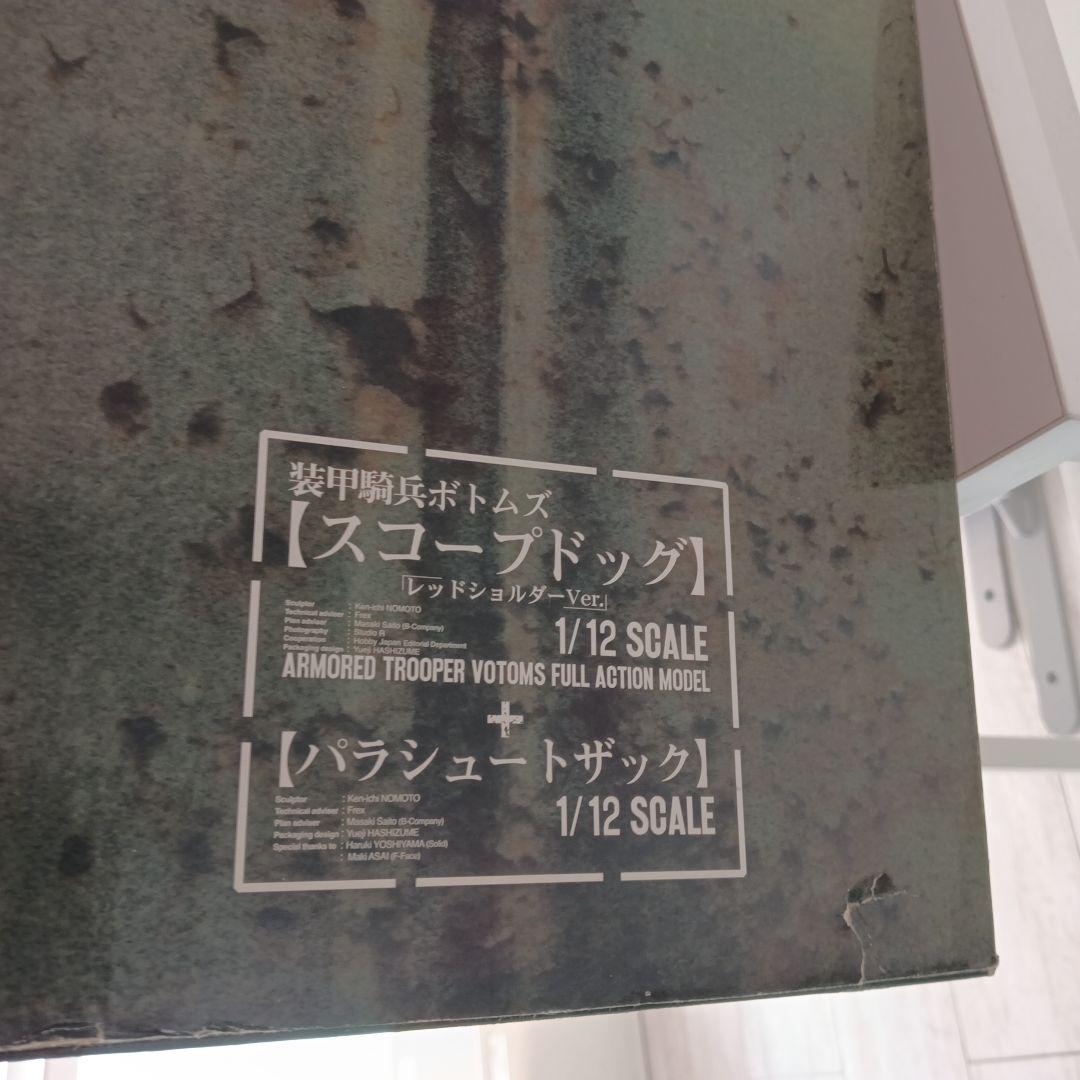 装甲騎兵ボトムズ
【スコープドッグ】
「レッドショルダーVer.」
Sculptor : Ken-ichi NOMOTO
Technical adviser : Frex
Plan adviser : Masaki Saito (B-Company)
Photography : Studio R
Cooperation : Hobby Japan Editorial Department
Packaging design : Yueji HASHIZUME
1/12 SCALE
ARMORED TROOPER VOTOMS FULL ACTION MODEL
+
【パラシュートザック】
Sculptor : Ken-ichi NOMOTO
Technical adviser : Frex
Plan adviser : Masaki Saito (B-Company)
Packaging design : Yueji HASHIZUME
Special thanks to : Haruki YOSHIYAMA (Solid)
: Maki ASAI (F-Face)
1/12 SCALE